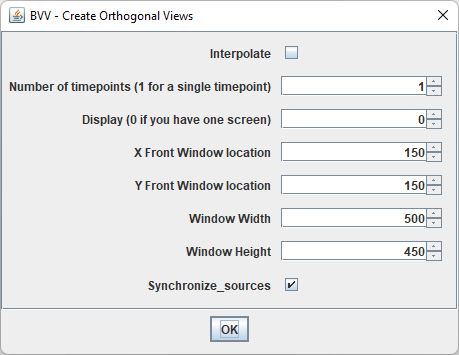 BVV - Create Orthogonal Views
Interpolate
Number of timepoints (1 for a single timepoint) 1
Display (0 if you have one screen) 0
X Front Window location 150
Y Front Window location 150
Window Width 500
Window Height 450
Synchronize_sources
OK